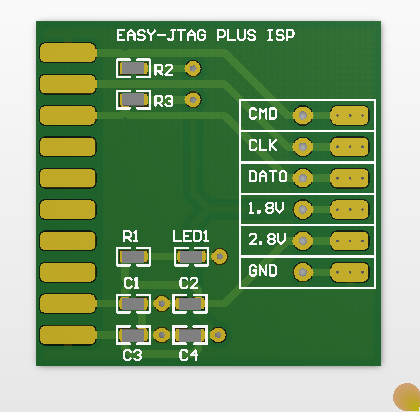 EASY-JTAG PLUS ISP
R2
R3
CMD
CLK
DATO
1.8V
2.8V
GND
R1 LED1
C1 C2
C3 C4